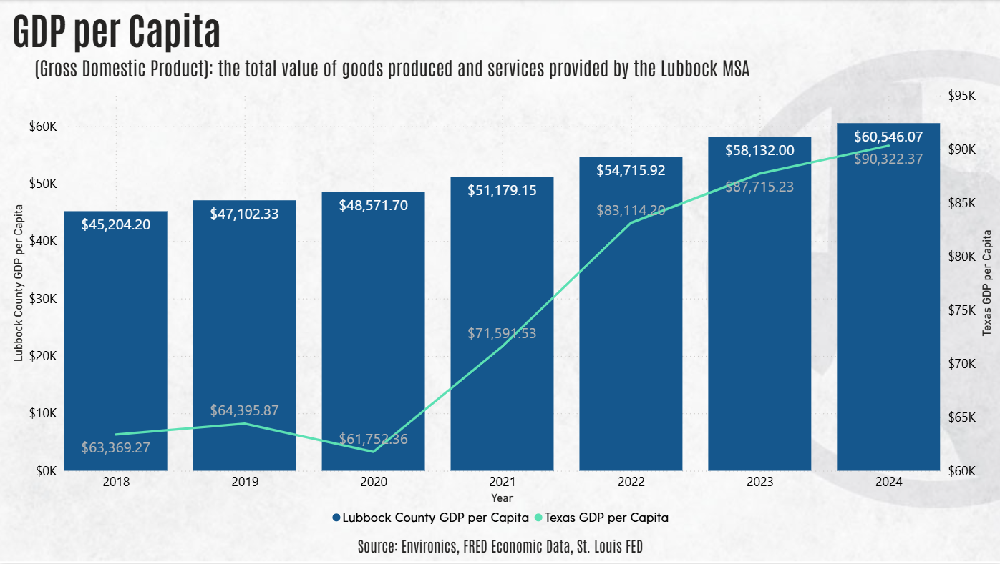 GDP per Capita
(Gross Domestic Product): the total value of goods produced and services provided by the Lubbock MSA
$95K
$60K
$60,546.07
$90K
$58,132.00
$90,322.37
$54,715.92
$50K
$51,179.15
$87,715.23
$48,571.70
$85K
$83,114.20
$47,102.33
$45,204.20
$40K
$80K
Lubbock County GDP per Capita
Texas GDP per Capita
$30K
$75K
$71,591.53
$20K
$70K
$10K
$64,395.87
$65K
$61,752.36
$63,369.27
$0K
$60K
2018 2019 2020 2021 2022 2023 2024
Year
Lubbock County GDP per Capita Texas GDP per Capita
Source: Environics, FRED Economic Data, St. Louis FED